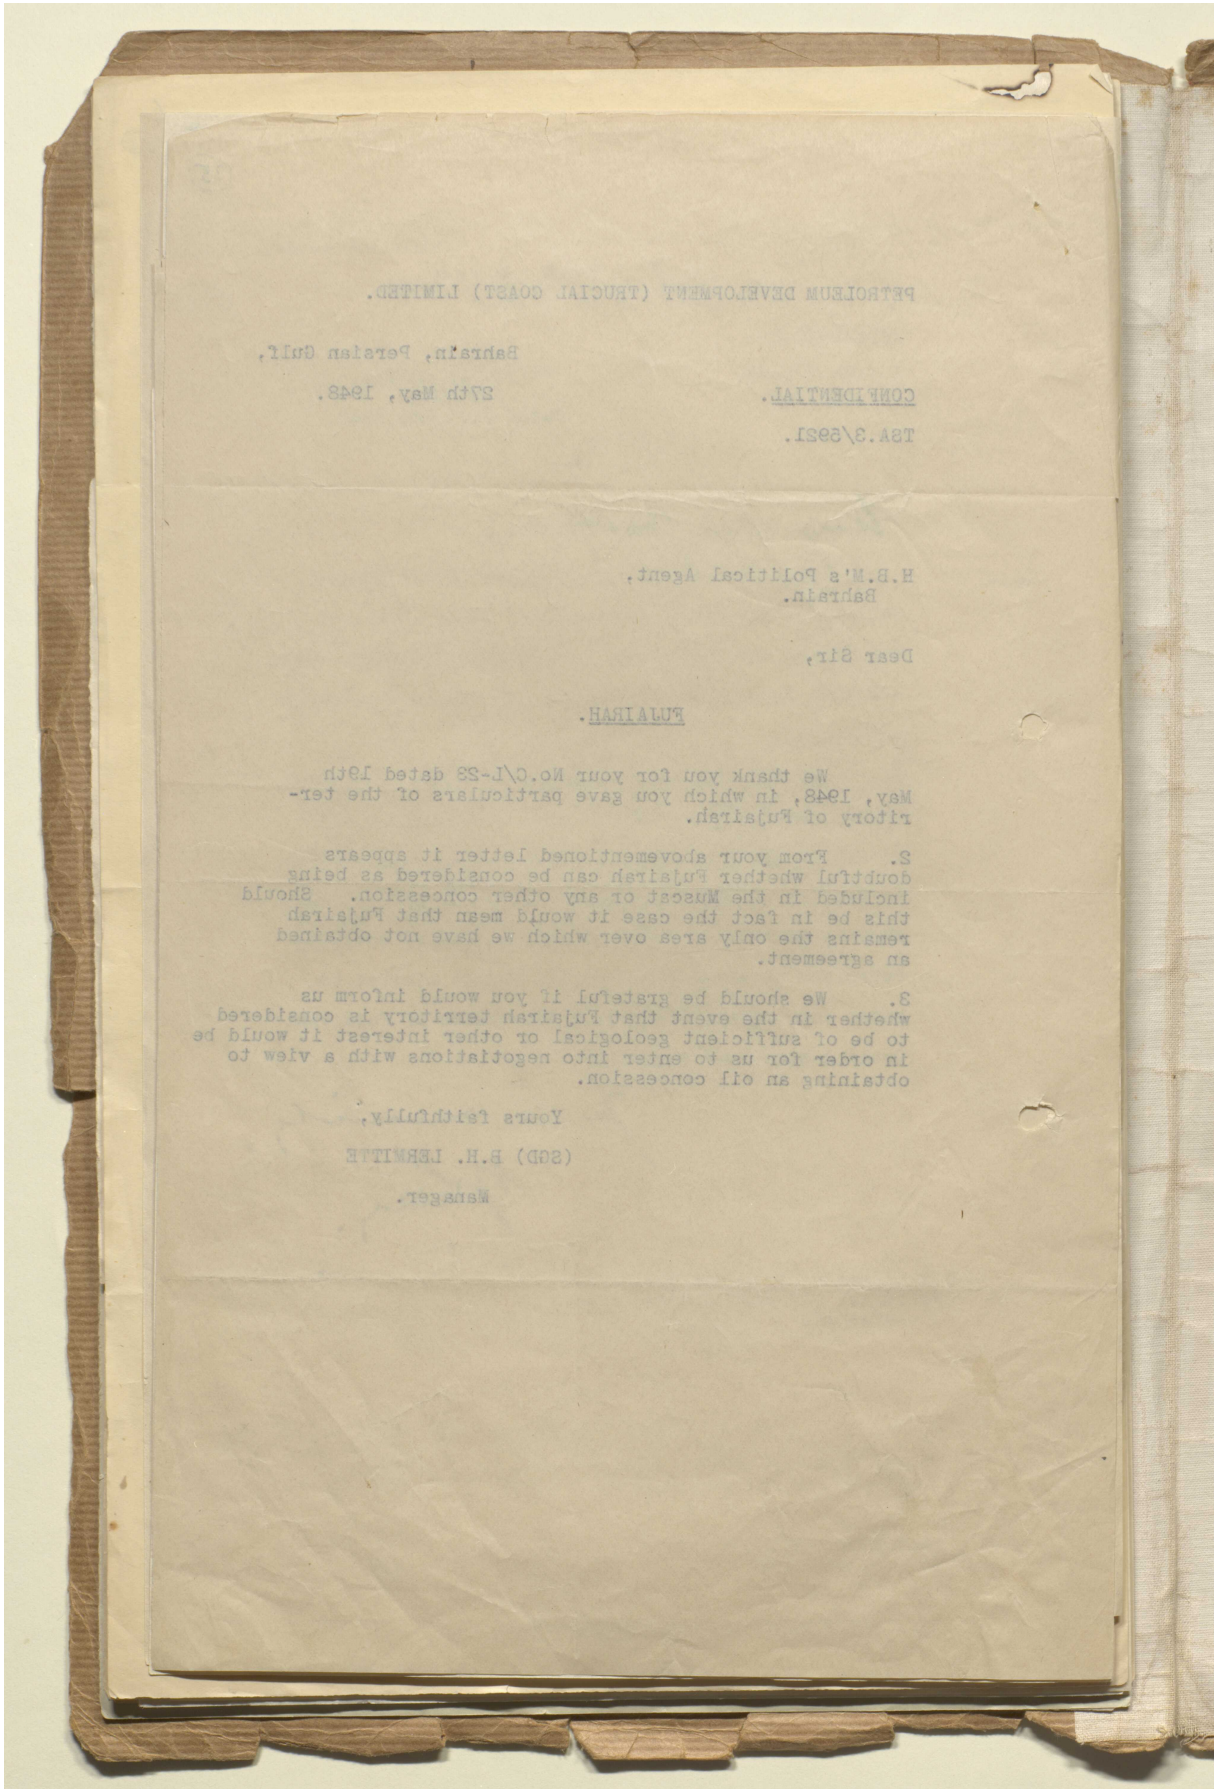 PETROLEUM DEVELOPMENT (TRUCIAL COAST) LIMITED.
Bahrain, Persian Gulf,
CONFIDENTIAL. 27th May, 1948.
TSA.3/5921.
H.B.M's Political Agent,
Bahrain.
Dear Sir,
FUJAIRAH.
We thank you for your No.C/L-28 dated 19th
May, 1948, in which you gave particulars of the ter-
ritory of Fujairah.
2. From your abovementioned letter it appears
doubtful whether Fujairah can be considered as being
included in the Muscat or any other concession. Should
this be in fact the case it would mean that Fujairah
remains the only area over which we have not obtained
an agreement.
3. We should be grateful if you would inform us
whether in the event that Fujairah territory is considered
to be of sufficient geological or other interest it would be
in order for us to enter into negotiations with a view to
obtaining an oil concession.
Yours faithfully,
(SGD) B.H. LERMITTE
Manager.